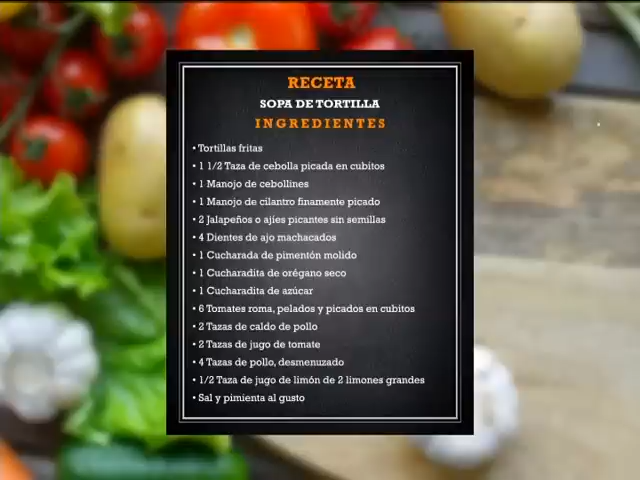 RECETA
SOPA DE TORTILLA
INGREDIENTES
• Tortillas fritas
• 1 1/2 Taza de cebolla picada en cubitos
• 1 Manojo de cebollines
• 1 Manojo de cilantro finamente picado
• 2 Jalapeños o ajíes picantes sin semillas
• 4 Dientes de ajo machacados
• 1 Cucharada de pimentón molido
• 1 Cucharadita de orégano seco
• 1 Cucharadita de azúcar
• 6 Tomates roma, pelados y picados en cubitos
• 2 Tazas de caldo de pollo
• 2 Tazas de jugo de tomate
• 4 Tazas de pollo, desmenuzado
• 1/2 Taza de jugo de limón de 2 limones grandes
• Sal y pimienta al gusto